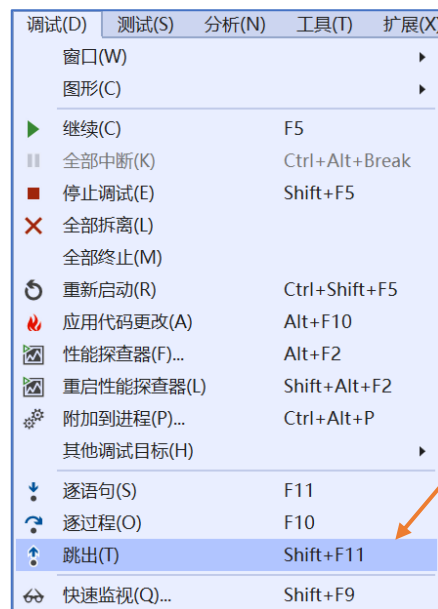 调试(D) 测试(S) 分析(N) 工具(T) 扩展(X)
窗口(W)
图形(C)
继续(C) F5
全部中断(K) Ctrl+Alt+Break
停止调试(E) Shift+F5
全部拆离(L)
全部终止(M)
重新启动(R) Ctrl+Shift+F5
应用代码更改(A) Alt+F10
性能探查器(F)... Alt+F2
重启性能探查器(L) Shift+Alt+F2
附加到进程(P)... Ctrl+Alt+P
其他调试目标(H)
逐语句(S) F11
逐过程(O) F10
跳出(T) Shift+F11
快速监视(Q)... Shift+F9